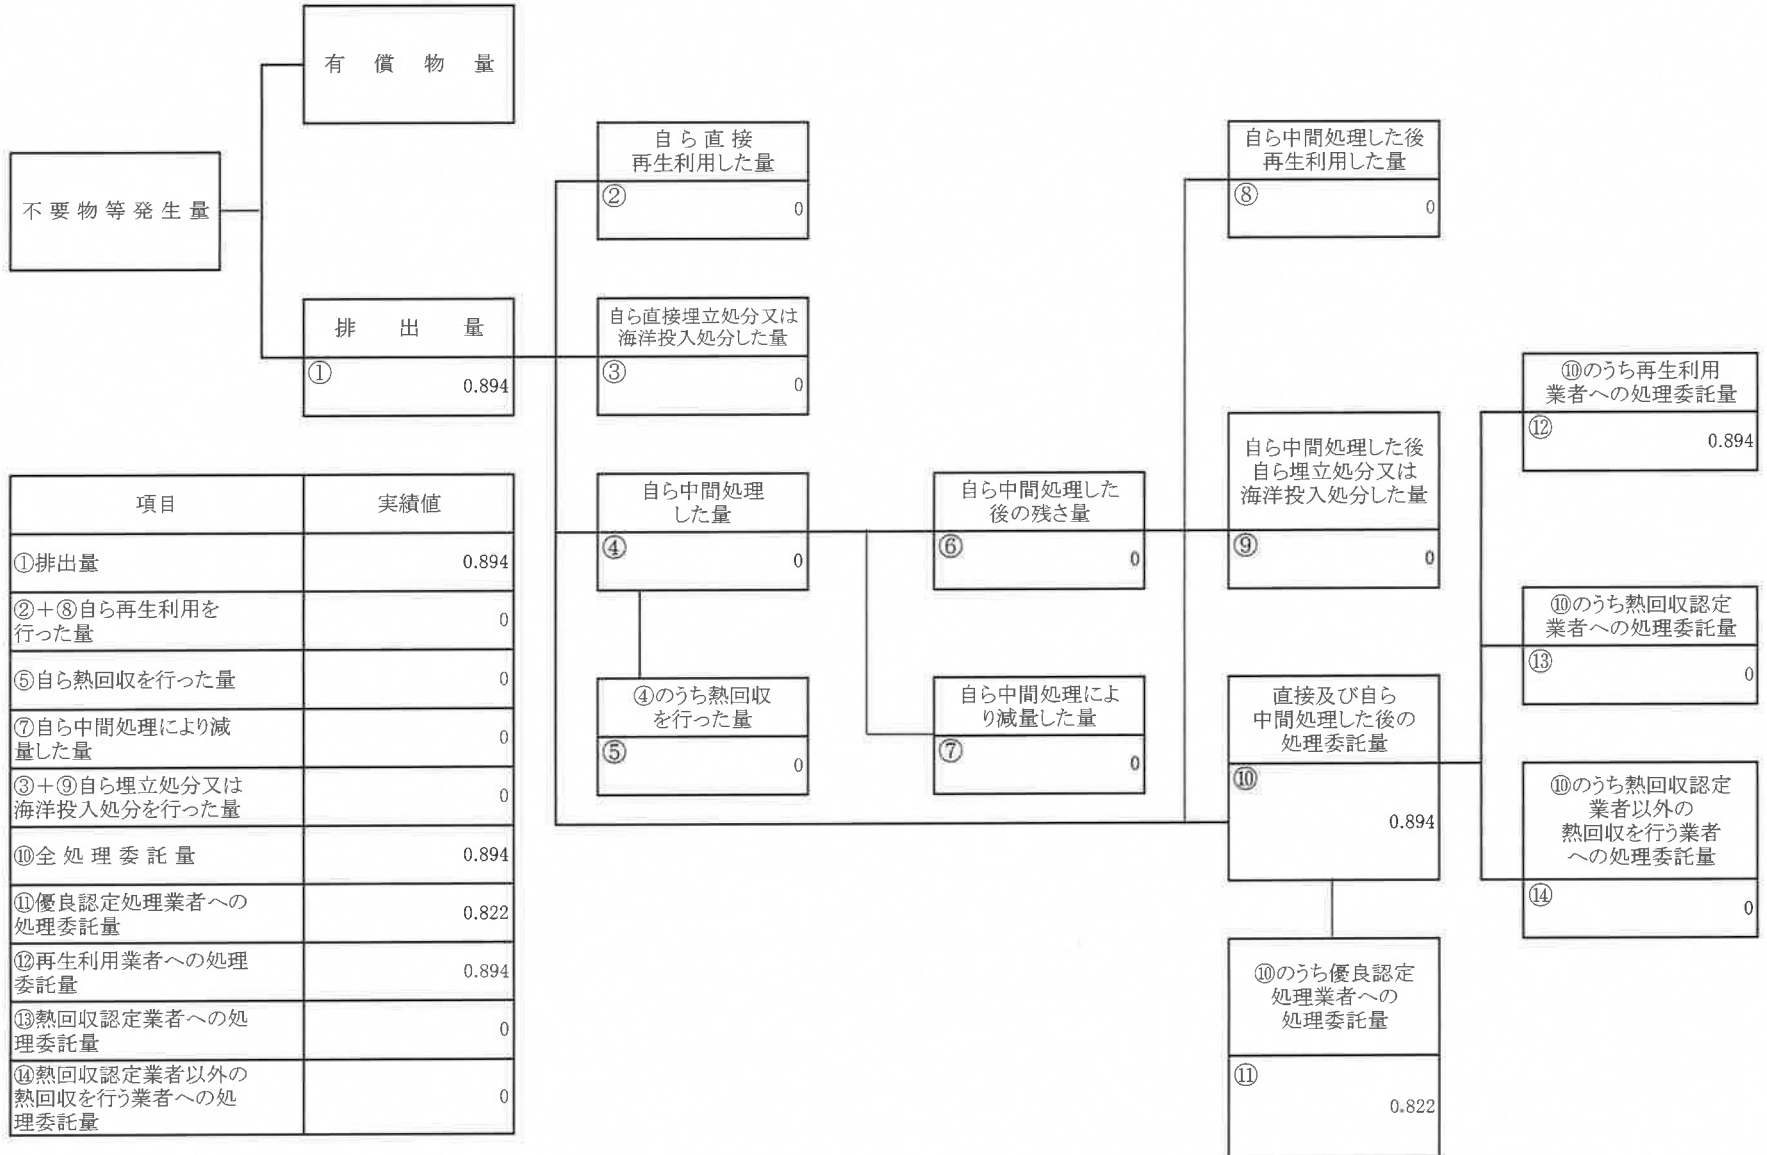 有償物量
不要物等発生量
排出量
①
0.894
自ら直接
再生利用した量
②
0
自ら直接埋立処分又は
海洋投入処分した量
③
0
自ら中間処理
した量
④
0
④のうち熱回収
を行った量
⑤
0
自ら中間処理した
後の残さ量
⑥
0
自ら中間処理によ
り減量した量
⑦
0
自ら中間処理した後
再生利用した量
⑧
0
自ら中間処理した後
自ら埋立処分又は
海洋投入処分した量
⑨
0
直接及び自ら
中間処理した後の
処理委託量
⑩
0.894
⑩のうち優良認定
処理業者への
処理委託量
⑪
0.822
⑩のうち再生利用
業者への処理委託量
⑫
0.894
⑩のうち熱回収認定
業者への処理委託量
⑬
0
⑩のうち熱回収認定
業者以外の
熱回収を行う業者
への処理委託量
⑭
0
項目 実績値
①排出量 0.894
②+⑧自ら再生利用を
行った量 0
⑤自ら熱回収を行った量 0
⑦自ら中間処理により減
量した量 0
③+⑨自ら埋立処分又は
海洋投入処分を行った量 0
⑩全処理委託量 0.894
⑪優良認定処理業者への
処理委託量 0.822
⑫再生利用業者への処理
委託量 0.894
⑬熱回収認定業者への処
理委託量 0
⑭熱回収認定業者以外の
熱回収を行う業者への処
理委託量 0